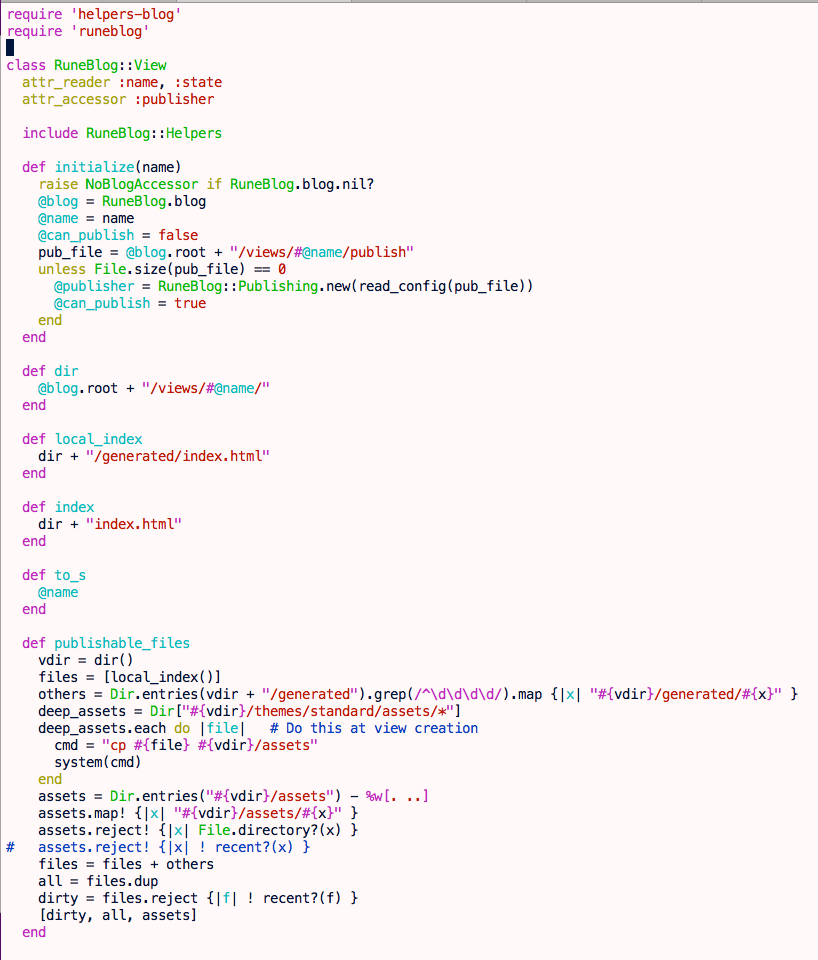 require 'helpers-blog'
require 'runeblog'

class RuneBlog::View
  attr_reader :name, :state
  attr_accessor :publisher

  include RuneBlog::Helpers

  def initialize(name)
    raise NoBlogAccessor if RuneBlog.blog.nil?
    @blog = RuneBlog.blog
    @name = name
    @can_publish = false
    pub_file = @blog.root + "/views/#@name/publish"
    unless File.size(pub_file) == 0
      @publisher = RuneBlog::Publishing.new(read_config(pub_file))
      @can_publish = true
    end
  end

  def dir
    @blog.root + "/views/#@name/"
  end

  def local_index
    dir + "/generated/index.html"
  end

  def index
    dir + "index.html"
  end

  def to_s
    @name
  end

  def publishable_files
    vdir = dir()
    files = [local_index()]
    others = Dir.entries(vdir + "/generated").grep(/^\d\d\d\d/).map {|x| "#{vdir}/generated/#{x}" }
    deep_assets = Dir["#{vdir}/themes/standard/assets/*"]
    deep_assets.each do |file|   # Do this at view creation
      cmd = "cp #{file} #{vdir}/assets"
      system(cmd)
    end
    assets = Dir.entries("#{vdir}/assets") - %w[. ..]
    assets.map! {|x| "#{vdir}/assets/#{x}" }
    assets.reject! {|x| File.directory?(x) }
#   assets.reject! {|x| ! recent?(x) }
    files = files + others
    all = files.dup
    dirty = files.reject {|f| ! recent?(f) }
    [dirty, all, assets]
  end